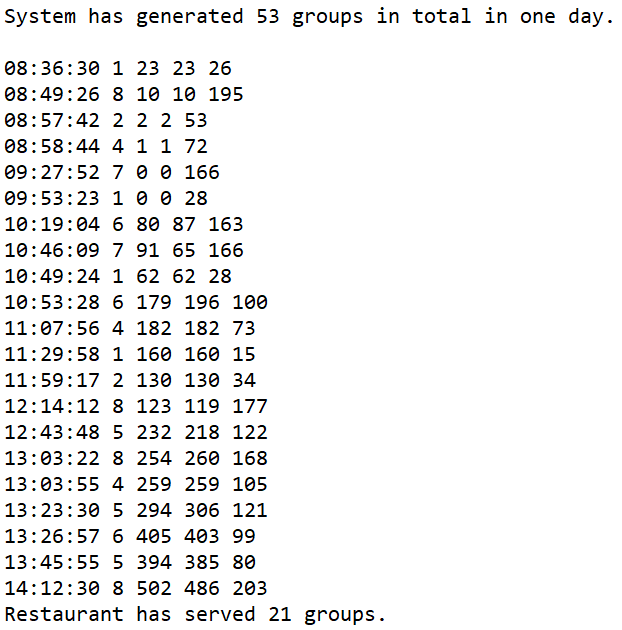 System has generated 53 groups in total in one day.

08:36:30 1 23 23 26
08:49:26 8 10 10 195
08:57:42 2 2 2 53
08:58:44 4 1 1 72
09:27:52 7 0 0 166
09:53:23 1 0 0 28
10:19:04 6 80 87 163
10:46:09 7 91 65 166
10:49:24 1 62 62 28
10:53:28 6 179 196 100
11:07:56 4 182 182 73
11:29:58 1 160 160 15
11:59:17 2 130 130 34
12:14:12 8 123 119 177
12:43:48 5 232 218 122
13:03:22 8 254 260 168
13:03:55 4 259 259 105
13:23:30 5 294 306 121
13:26:57 6 405 403 99
13:45:55 5 394 385 80
14:12:30 8 502 486 203
Restaurant has served 21 groups.